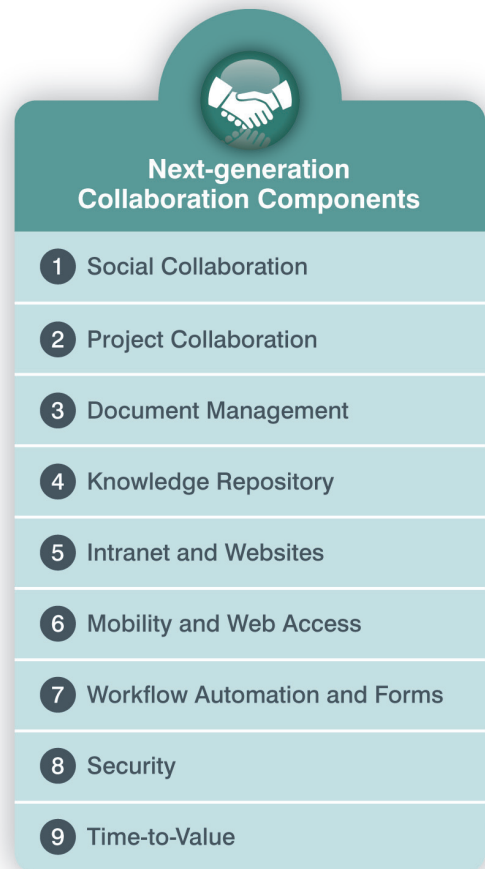 Next-generation
Collaboration Components
1 Social Collaboration
2 Project Collaboration
3 Document Management
4 Knowledge Repository
5 Intranet and Websites
6 Mobility and Web Access
7 Workflow Automation and Forms
8 Security
9 Time-to-Value